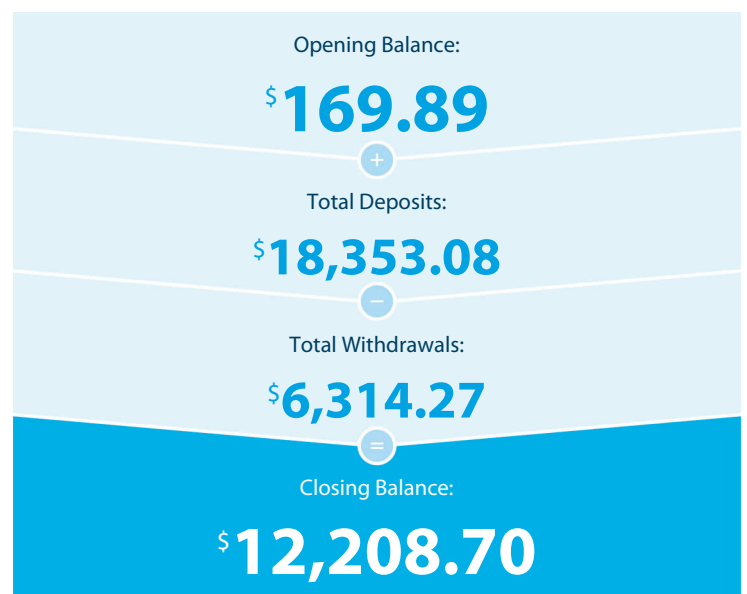 Opening Balance:
$169.89
+
Total Deposits:
$18,353.08
−
Total Withdrawals:
$6,314.27
=
Closing Balance:
$12,208.70